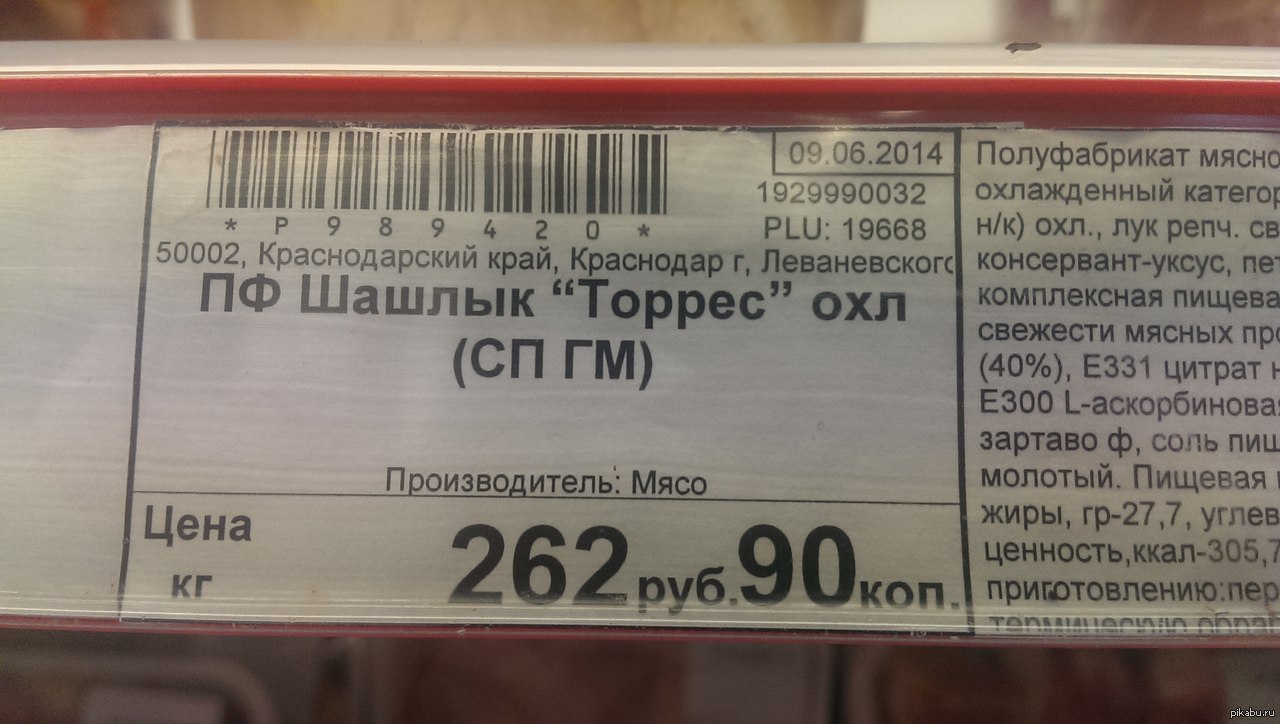 09.06.2014
1929990032
* P 9 8 9 4 2 0 *
PLU: 19668
50002, Краснодарский край, Краснодар г, Леваневского
ПФ Шашлык “Торрес” охл
(СП ГМ)
Производитель: Мясо
Цена
кг
262 руб. 90 коп.
Полуфабрикат мясно
охлажденный категор
н/к) охл., лук репч. св
консервант-уксус, пе
комплексная пищева
свежести мясных про
(40%), Е331 цитрат н
Е300 L-аскорбинова
зартаво ф, соль пищ
молотый. Пищевая
жиры, гр-27,7, углев
ценность,ккал-305,7
приготовлению:пер
термическую обраб
pikabu.ru